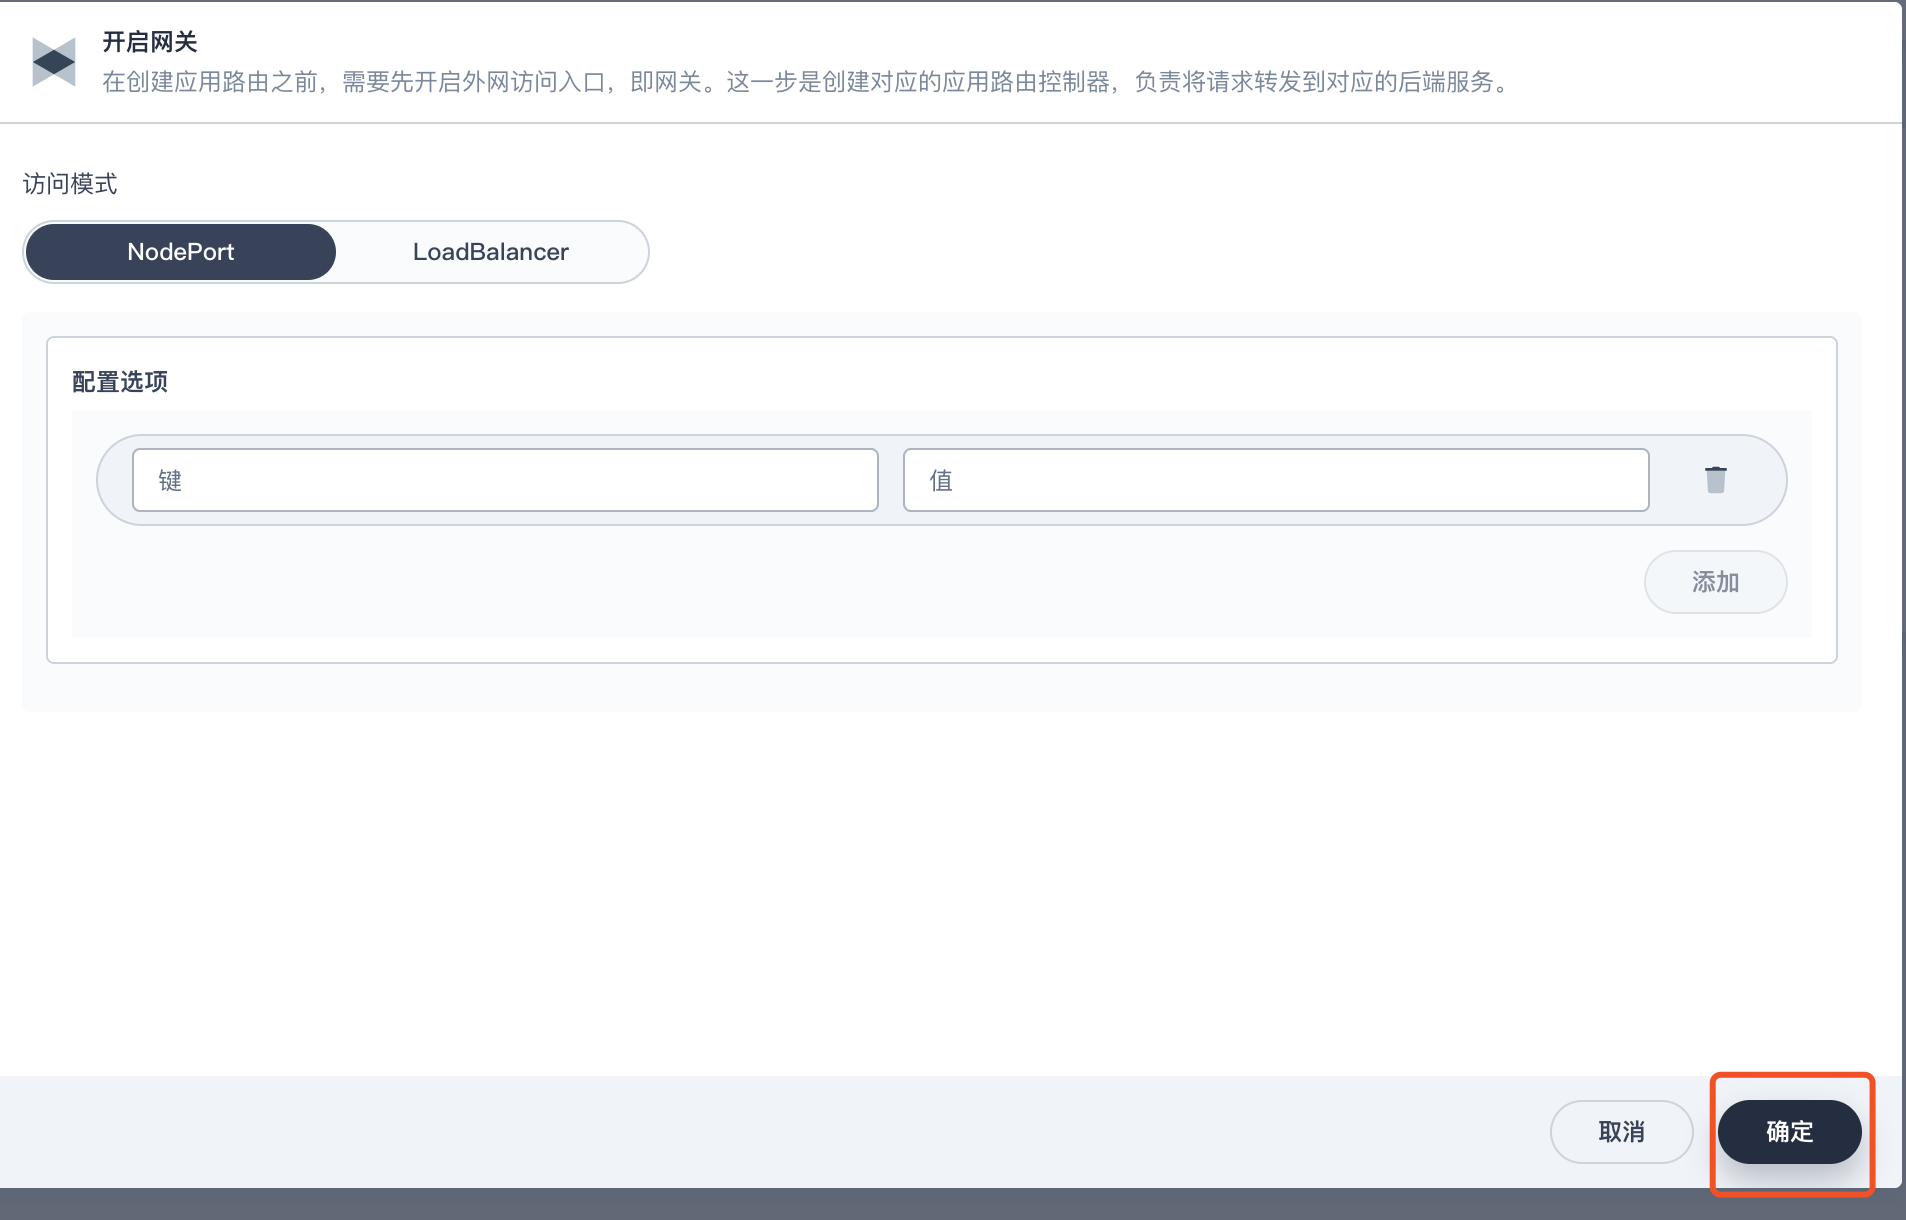 开启网关
在创建应用路由之前，需要先开启外网访问入口，即网关。这一步是创建对应的应用路由控制器，负责将请求转发到对应的后端服务。
访问模式
NodePort LoadBalancer
配置选项
键 值
添加
取消 确定